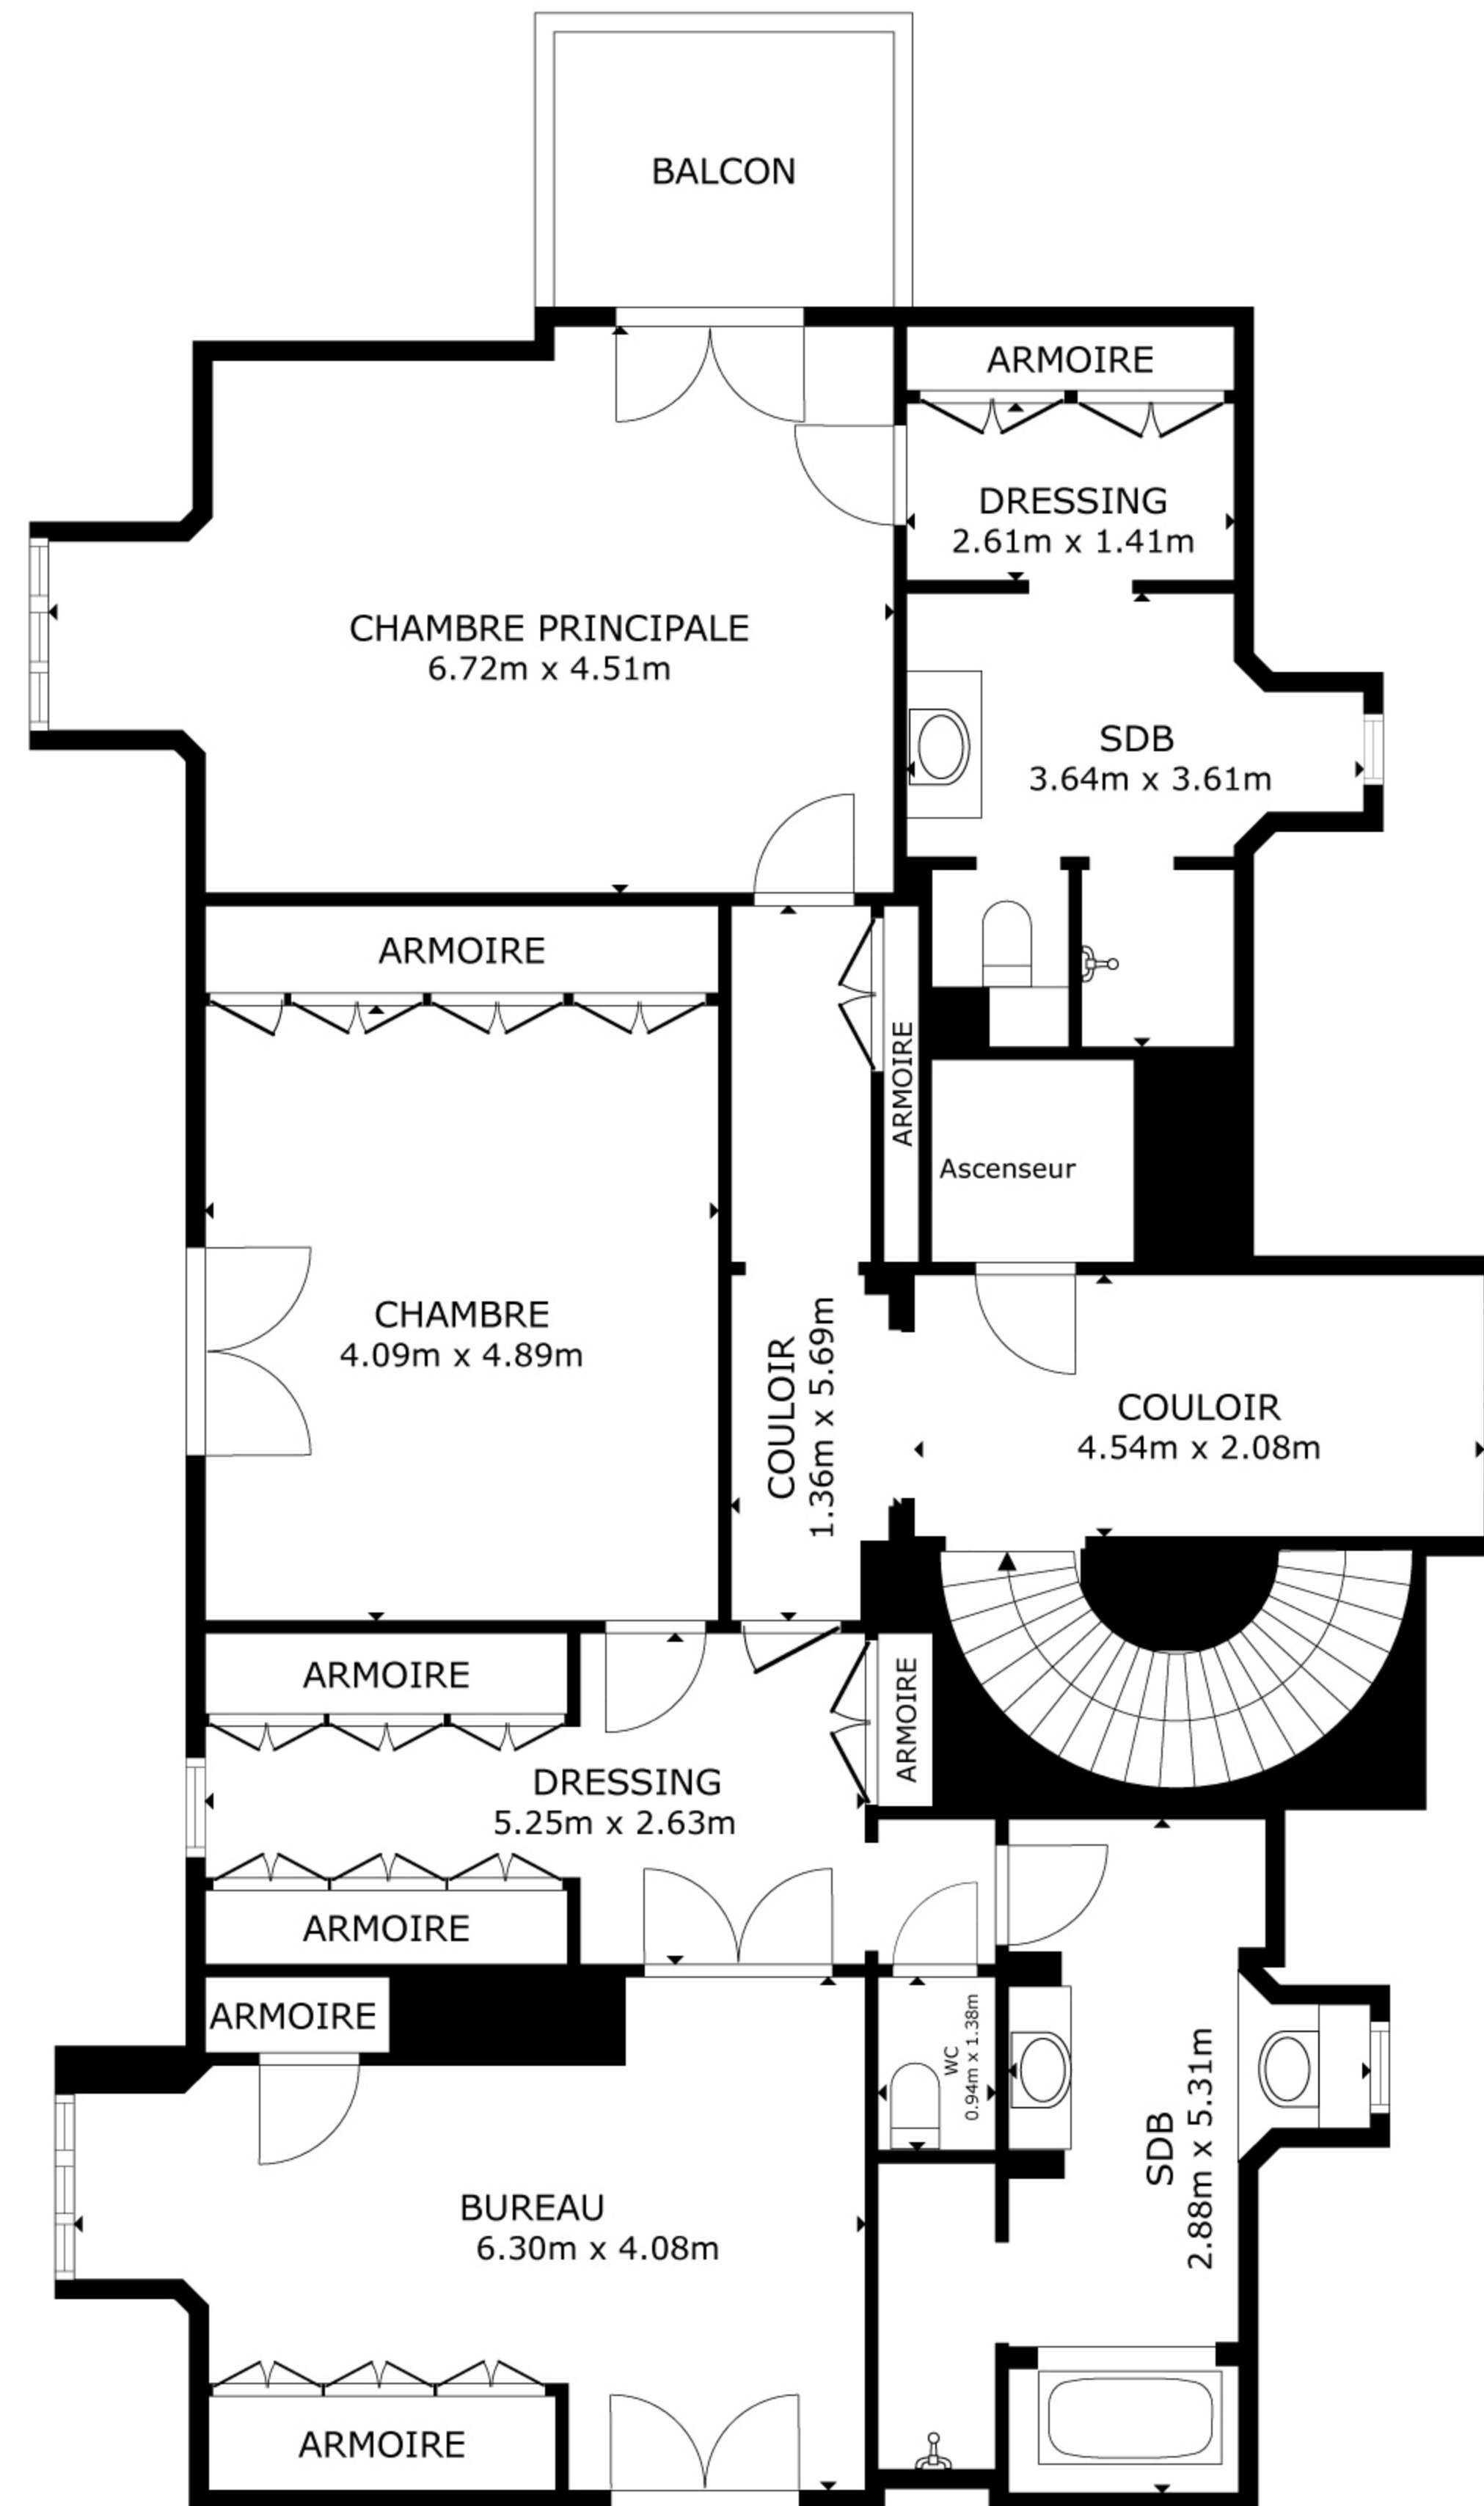 BALCON
ARMOIRE
DRESSING
2.61m x 1.41m
CHAMBRE PRINCIPALE
6.72m x 4.51m
SDB
3.64m x 3.61m
ARMOIRE
ARMOIRE
Ascenseur
CHAMBRE
4.09m x 4.89m
COULOIR
1.36m x 5.69m
COULOIR
4.54m x 2.08m
ARMOIRE
ARMOIRE
DRESSING
5.25m x 2.63m
ARMOIRE
ARMOIRE
WC
0.94m x 1.38m
SDB
2.88m x 5.31m
BUREAU
6.30m x 4.08m
ARMOIRE